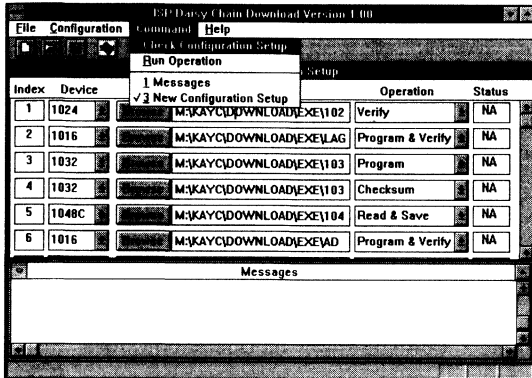 ISP Daisy Chain Download Version 1.00
File Configuration Command Help
Check Configuration Setup
Run Operation
1 Messages
√3 New Configuration Setup
Setup
Index Device Operation Status
1 1024 M:\KAYC\DOWNLOAD\EXE\102 Verify NA
2 1016 M:\KAYC\DOWNLOAD\EXE\LAG Program & Verify NA
3 1032 M:\KAYC\DOWNLOAD\EXE\103 Program NA
4 1032 M:\KAYC\DOWNLOAD\EXE\103 Checksum NA
5 1048C M:\KAYC\DOWNLOAD\EXE\104 Read & Save NA
6 1016 M:\KAYC\DOWNLOAD\EXE\AD Program & Verify NA
Messages